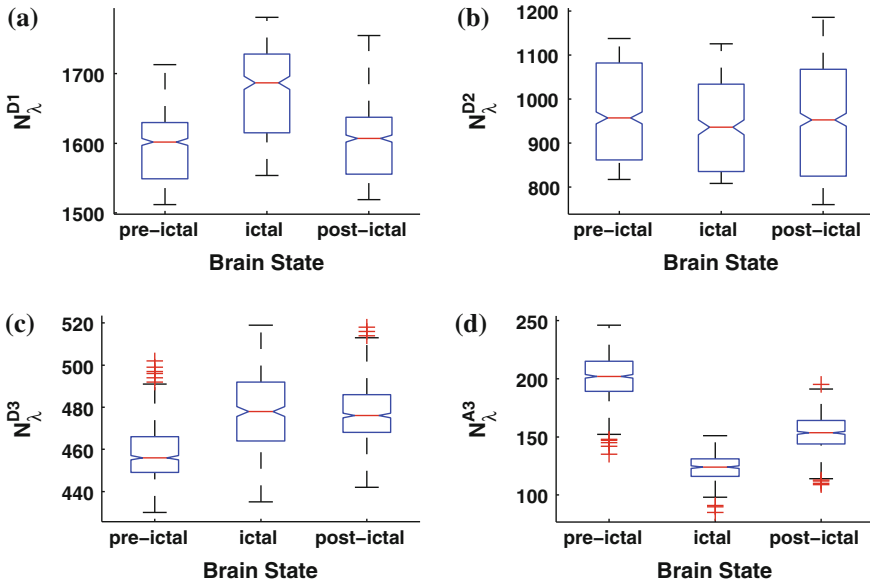 (a)
N_λ^D1
1700
1600
1500
pre−ictal ictal post−ictal
Brain State
(b)
N_λ^D2
1200
1100
1000
900
800
pre−ictal ictal post−ictal
Brain State
(c)
N_λ^D3
520
500
480
460
440
pre−ictal ictal post−ictal
Brain State
(d)
N_λ^A3
250
200
150
100
pre−ictal ictal post−ictal
Brain State